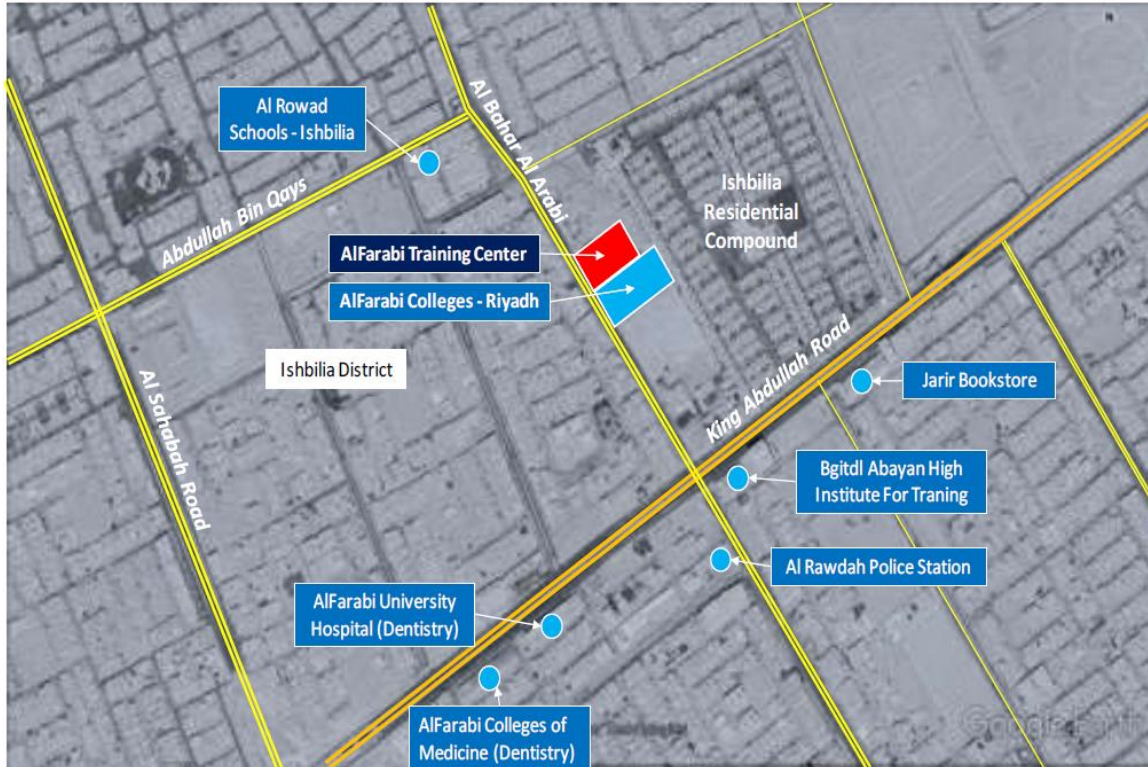 Al Rowad
Schools - Ishbilia
Al Bahar Al Arabi
Abdullah Bin Qays
Ishbilia
Residential
Compound
AlFarabi Training Center
AlFarabi Colleges - Riyadh
Ishbilia District
Al Sahabah Road
King Abdullah Road
Jarir Bookstore
Bgitdl Abayan High
Institute For Traning
Al Rawdah Police Station
AlFarabi University
Hospital (Dentistry)
AlFarabi Colleges of
Medicine (Dentistry)
Google Earth